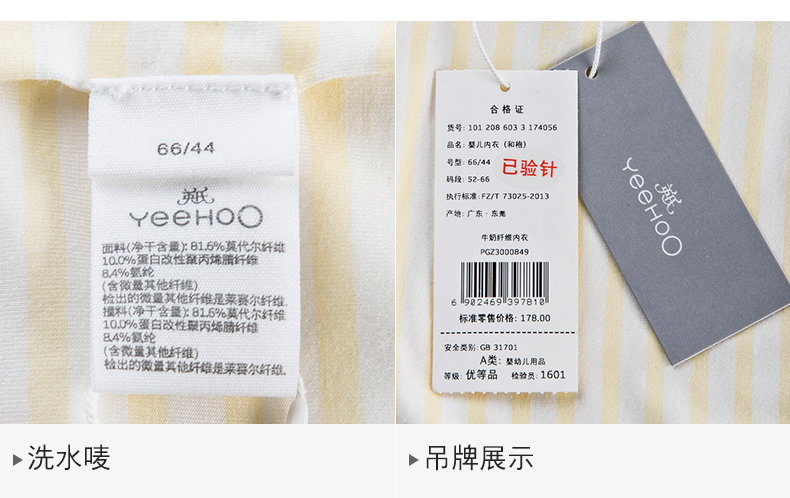 66/44
英氏
YeeHoO
面料(净干含量): 81.6%莫代尔纤维
10.0%蛋白改性聚丙烯腈纤维
8.4%氨纶
(含微量其他纤维)
检出的微量其他纤维是莱赛尔纤维
撞料(净干含量): 81.6%莫代尔纤维
10.0%蛋白改性聚丙烯腈纤维
8.4%氨纶
(含微量其他纤维)
检出的微量其他纤维是莱赛尔纤维.
合格证
货号: 101 208 603 3 174056
品名: 婴儿内衣（和袍）
号型: 66/44
已验针
码段: 52-66
执行标准: FZ/T 73025-2013
产地: 广东·东莞
牛奶纤维内衣
PGZ3000849
6 902469 397810
标准零售价格: 178.00
安全类别: GB 31701
A类: 婴幼儿用品
等级: 优等品 检验员: 1601
英氏
YeeHoO
洗水唛
吊牌展示